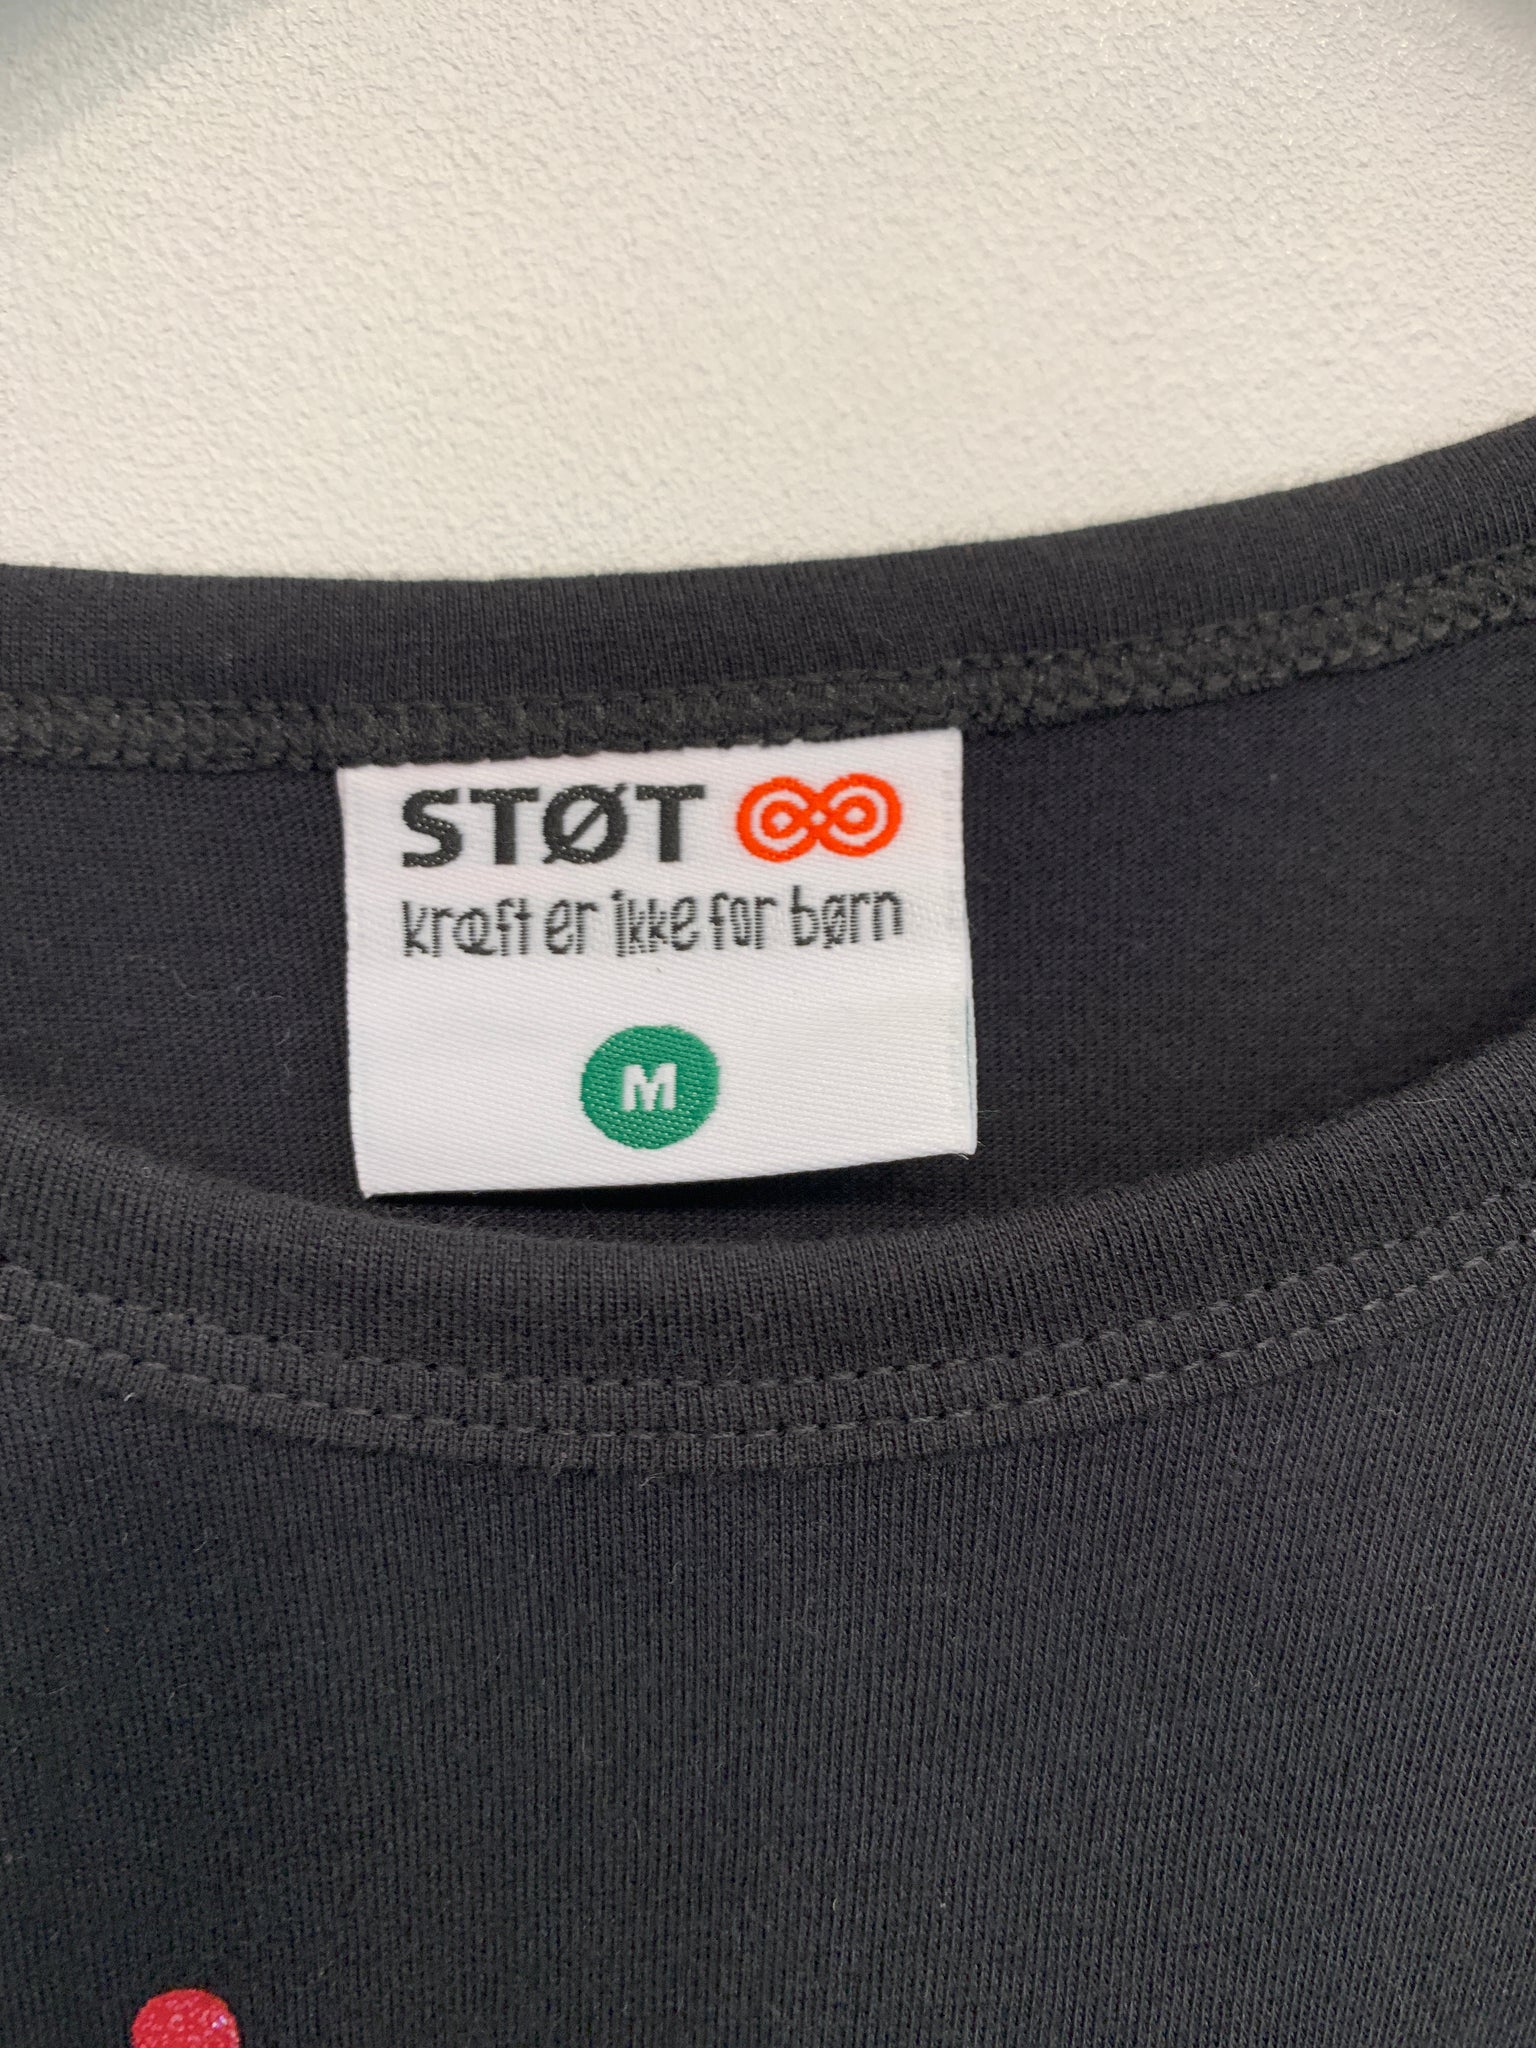 STØT
kræft er ikke for børn
M